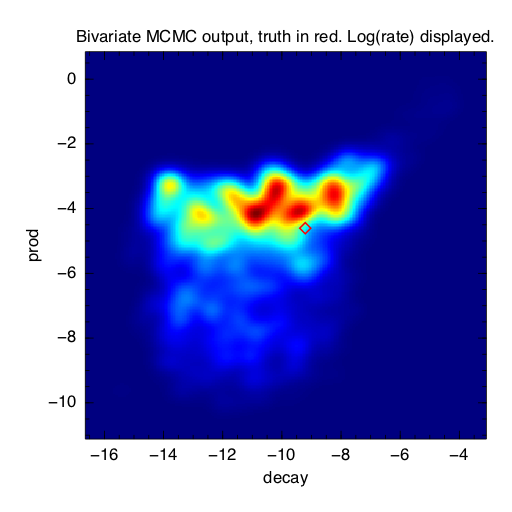 Bivariate MCMC output, truth in red. Log(rate) displayed.
0
−2
−4
−6
−8
−10
prod
−16 −14 −12 −10 −8 −6 −4
decay